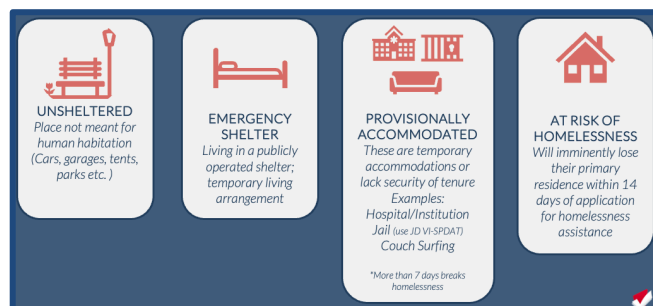 UNSHELTERED
Place not meant for
human habitation
(Cars, garages, tents,
parks etc. )
EMERGENCY
SHELTER
Living in a publicly
operated shelter;
temporary living
arrangement
PROVISIONALLY
ACCOMMODATED
These are temporary
accommodations or
lack security of tenure
Examples:
Hospital/Institution
Jail (use JD VI-SPDAT)
Couch Surfing
*More than 7 days breaks
homelessness
AT RISK OF
HOMELESSNESS
Will imminently lose
their primary
residence within 14
days of application
for homelessness
assistance